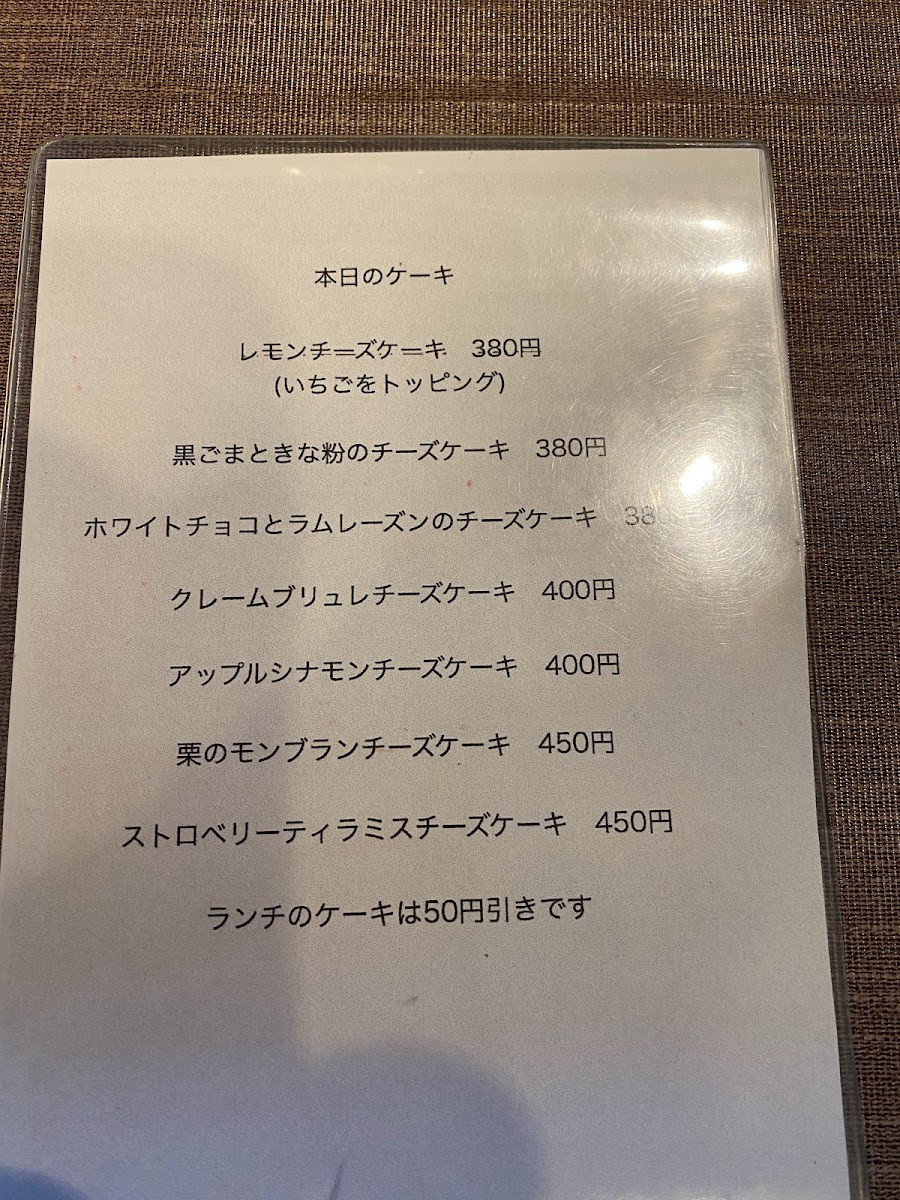 本日のケーキ
レモンチーズケーキ 380円
(いちごをトッピング)
黒ごまときな粉のチーズケーキ 380円
ホワイトチョコとラムレーズンのチーズケーキ
クレームブリュレチーズケーキ 400円
アップルシナモンチーズケーキ 400円
栗のモンブランチーズケーキ 450円
ストロベリーティラミスチーズケーキ 450円
ランチのケーキは50円引きです